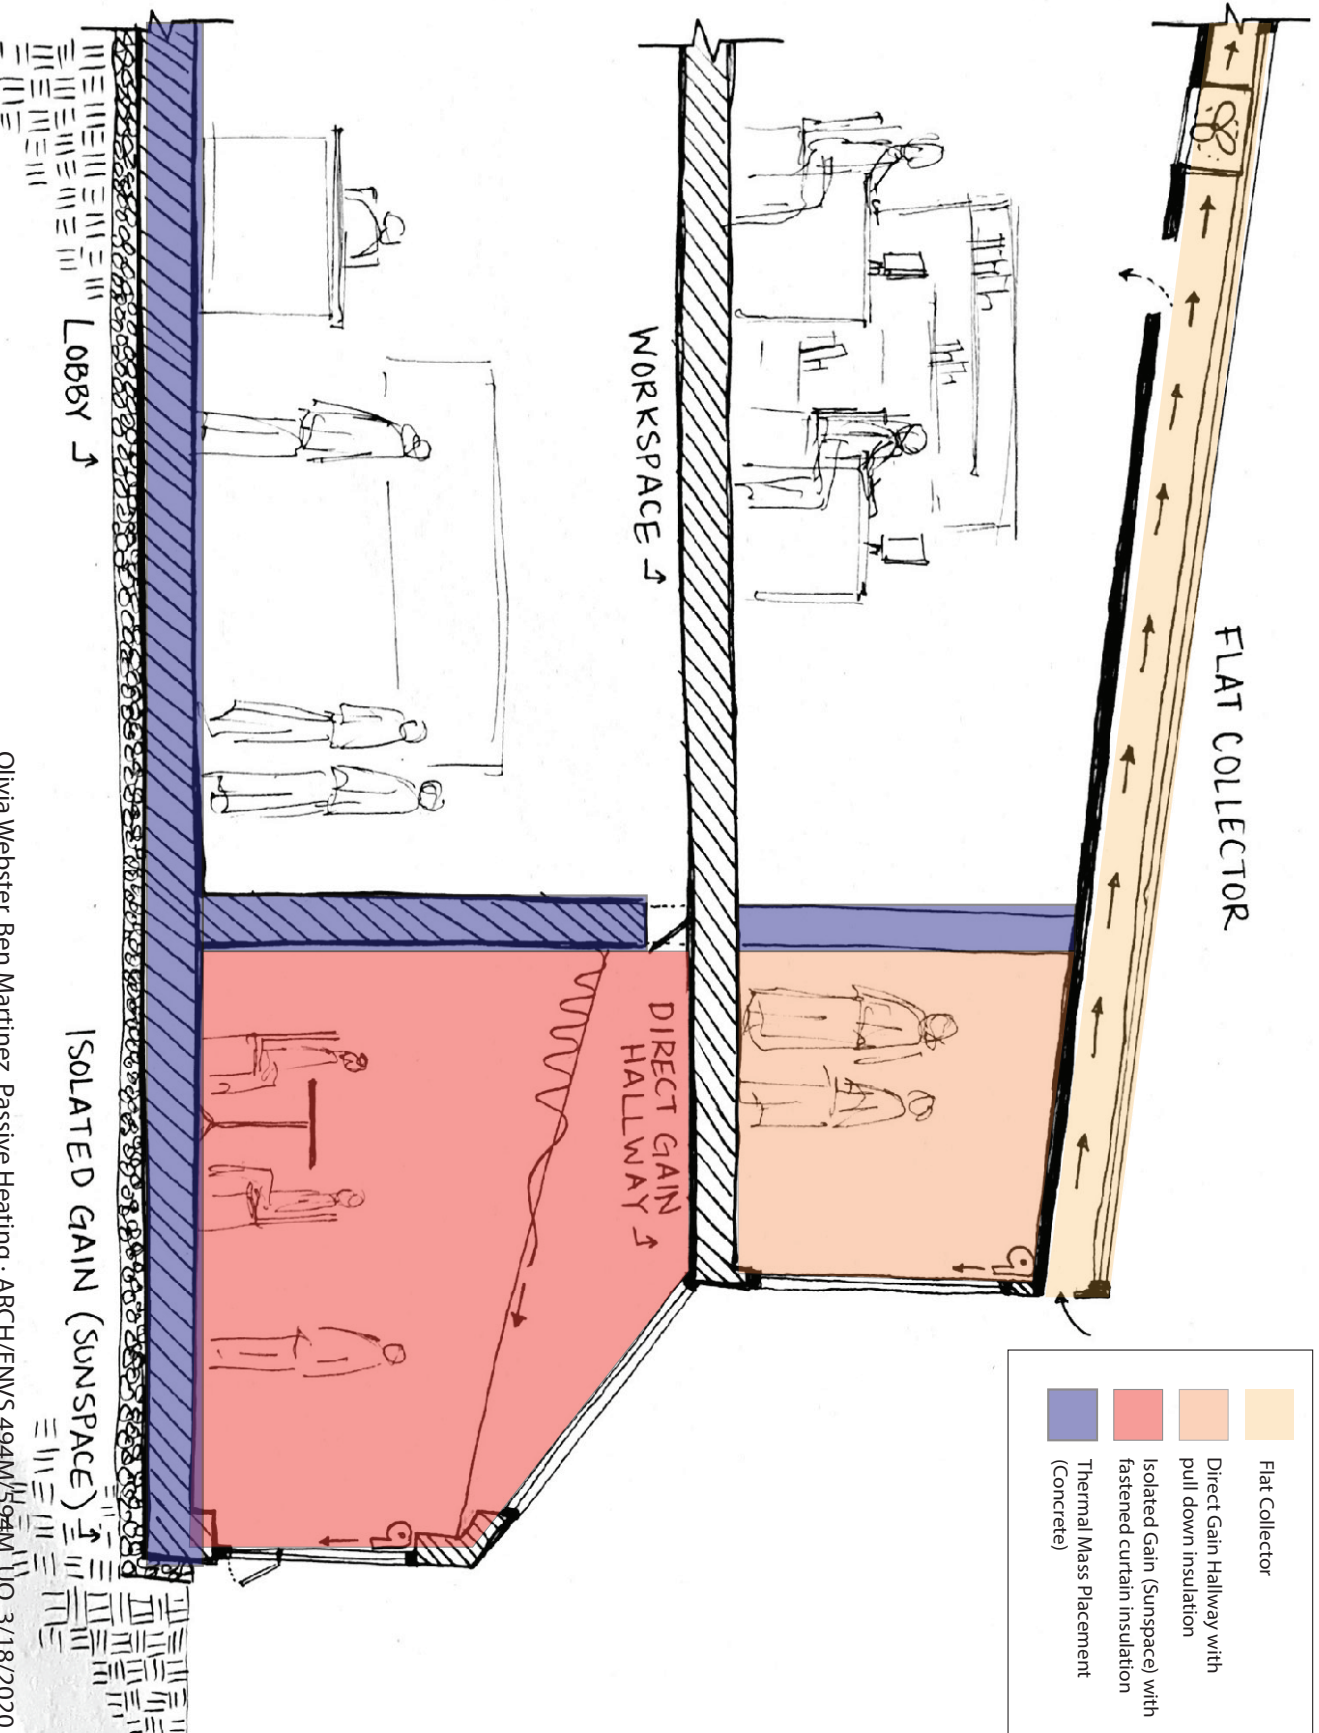 FLAT COLLECTOR
WORKSPACE
DIRECT GAIN
HALLWAY
LOBBY
ISOLATED GAIN (SUNSPACE)
Flat Collector
Direct Gain Hallway with
pull down insulation
Isolated Gain (Sunspace) with
fastened curtain insulation
Thermal Mass Placement
(Concrete)
Olivia Webster Ben Martinez Passive Heating · ARCH/ENVS 494M/594M UO 3/18/2020